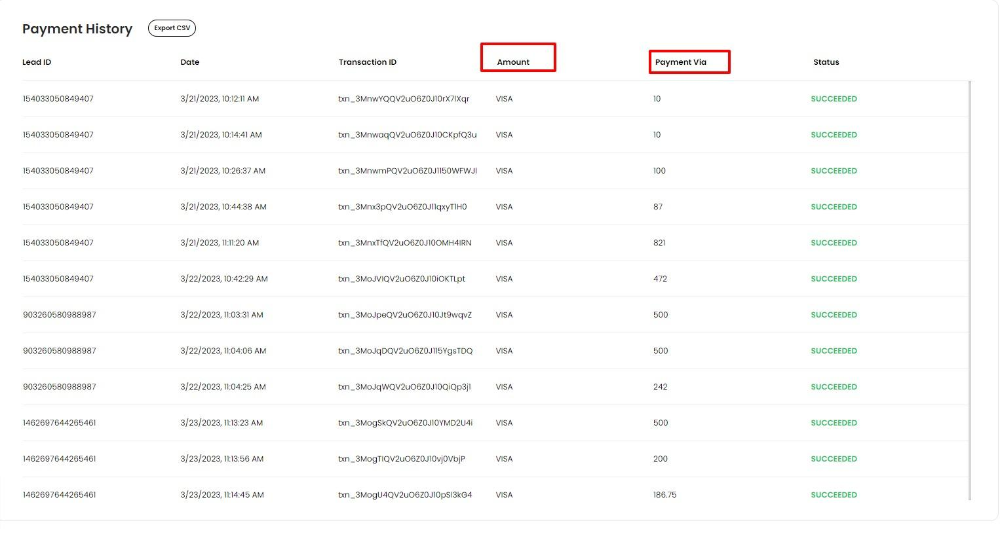 Payment History Export CSV
Lead ID Date Transaction ID Amount Payment Via Status
154033050849407 3/21/2023, 10:12:11 AM txn_3MnwYQQV2uO6Z0J10rX7lXqr VISA 10 SUCCEEDED
154033050849407 3/21/2023, 10:14:41 AM txn_3MnwaqQV2uO6Z0J10CKpfQ3u VISA 10 SUCCEEDED
154033050849407 3/21/2023, 10:26:37 AM txn_3MnwmPQV2uO6Z0J1150WFWJl VISA 100 SUCCEEDED
154033050849407 3/21/2023, 10:44:38 AM txn_3Mnx3pQV2uO6Z0J11qxyT1H0 VISA 87 SUCCEEDED
154033050849407 3/21/2023, 11:11:20 AM txn_3MnxTfQV2uO6Z0J10OMH4IRN VISA 821 SUCCEEDED
154033050849407 3/22/2023, 10:42:29 AM txn_3MoJVIQV2uO6Z0J10iOKTLpt VISA 472 SUCCEEDED
903260580988987 3/22/2023, 11:03:31 AM txn_3MoJpeQV2uO6Z0J10Jt9wqvZ VISA 500 SUCCEEDED
903260580988987 3/22/2023, 11:04:06 AM txn_3MoJqDQV2uO6Z0J115YgsTDQ VISA 500 SUCCEEDED
903260580988987 3/22/2023, 11:04:25 AM txn_3MoJqWQV2uO6Z0J10QiQp3j1 VISA 242 SUCCEEDED
1462697644265461 3/23/2023, 11:13:23 AM txn_3MogSkQV2uO6Z0J10YMD2U4i VISA 500 SUCCEEDED
1462697644265461 3/23/2023, 11:13:56 AM txn_3MogTIQV2uO6Z0J10vj0VbjP VISA 200 SUCCEEDED
1462697644265461 3/23/2023, 11:14:45 AM txn_3MogU4QV2uO6Z0J10pSl3kG4 VISA 186.75 SUCCEEDED